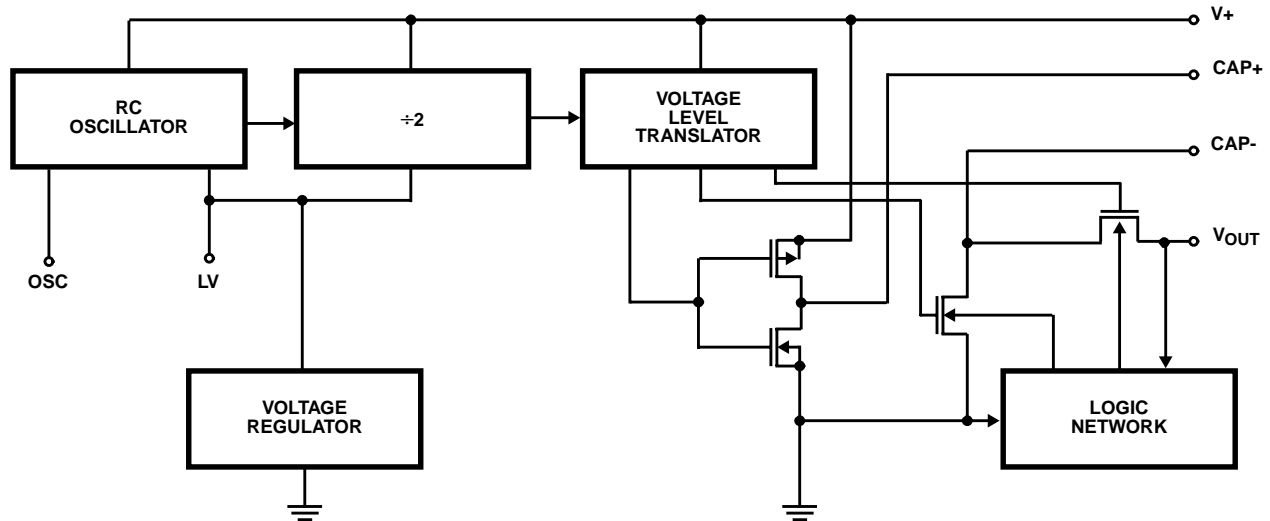 V+
CAP+
RC
OSCILLATOR
÷2
VOLTAGE
LEVEL
TRANSLATOR
CAP-
VOUT
OSC
LV
VOLTAGE
REGULATOR
LOGIC
NETWORK